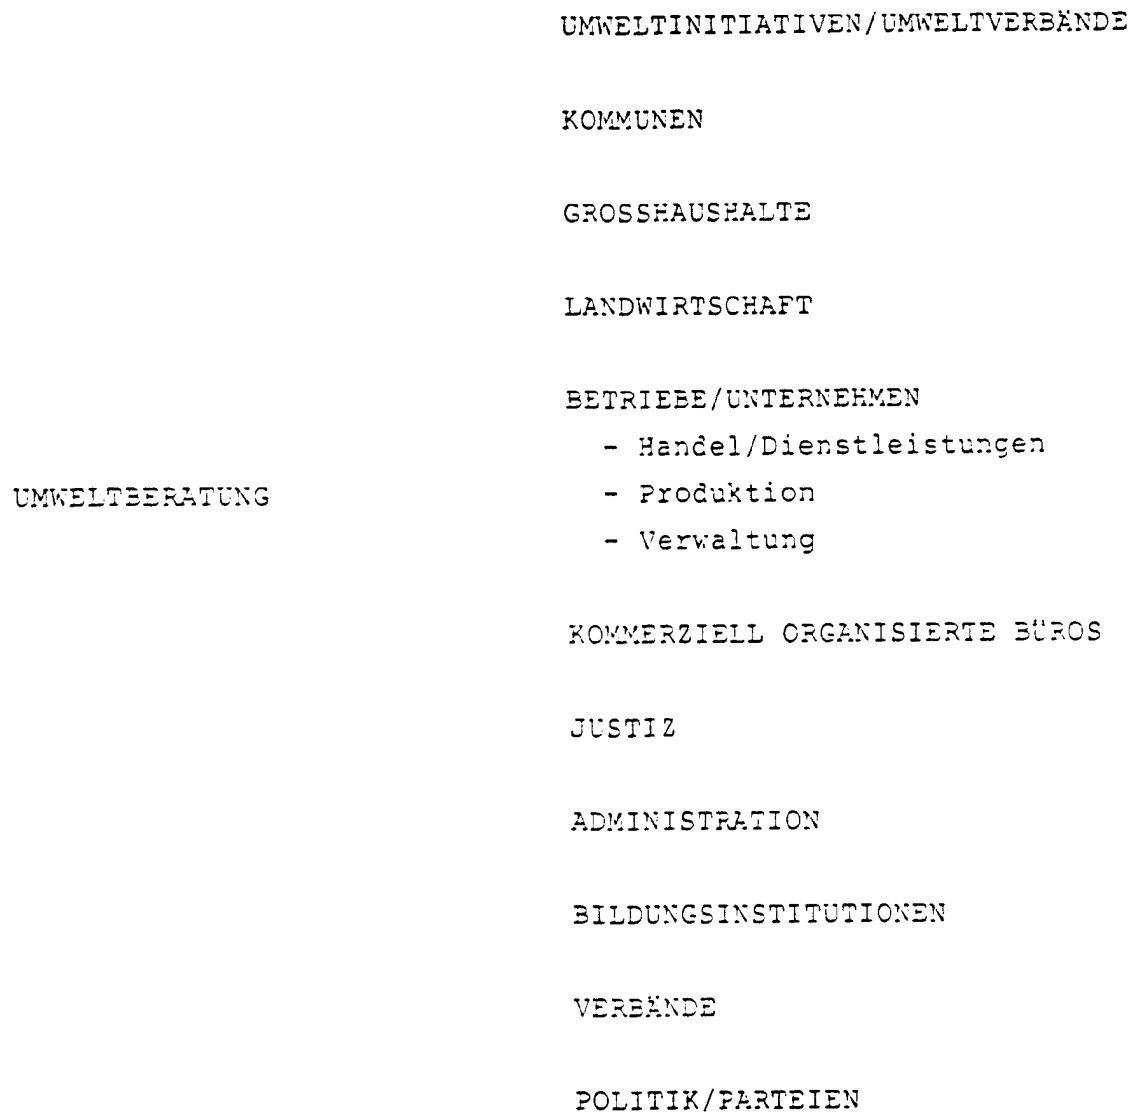 UMWELTINITIATIVEN/UMWELTVERBÄNDE
KOMMUNEN
GROSSHAUSHALTE
LANDWIRTSCHAFT
BETRIEBE/UNTERNEHMEN
- Handel/Dienstleistungen
UMWELTBERATUNG
- Produktion
- Verwaltung
KOMMERZIELL ORGANISIERTE BÜROS
JUSTIZ
ADMINISTRATION
BILDUNGSINSTITUTIONEN
VERBÄNDE
POLITIK/PARTEIEN